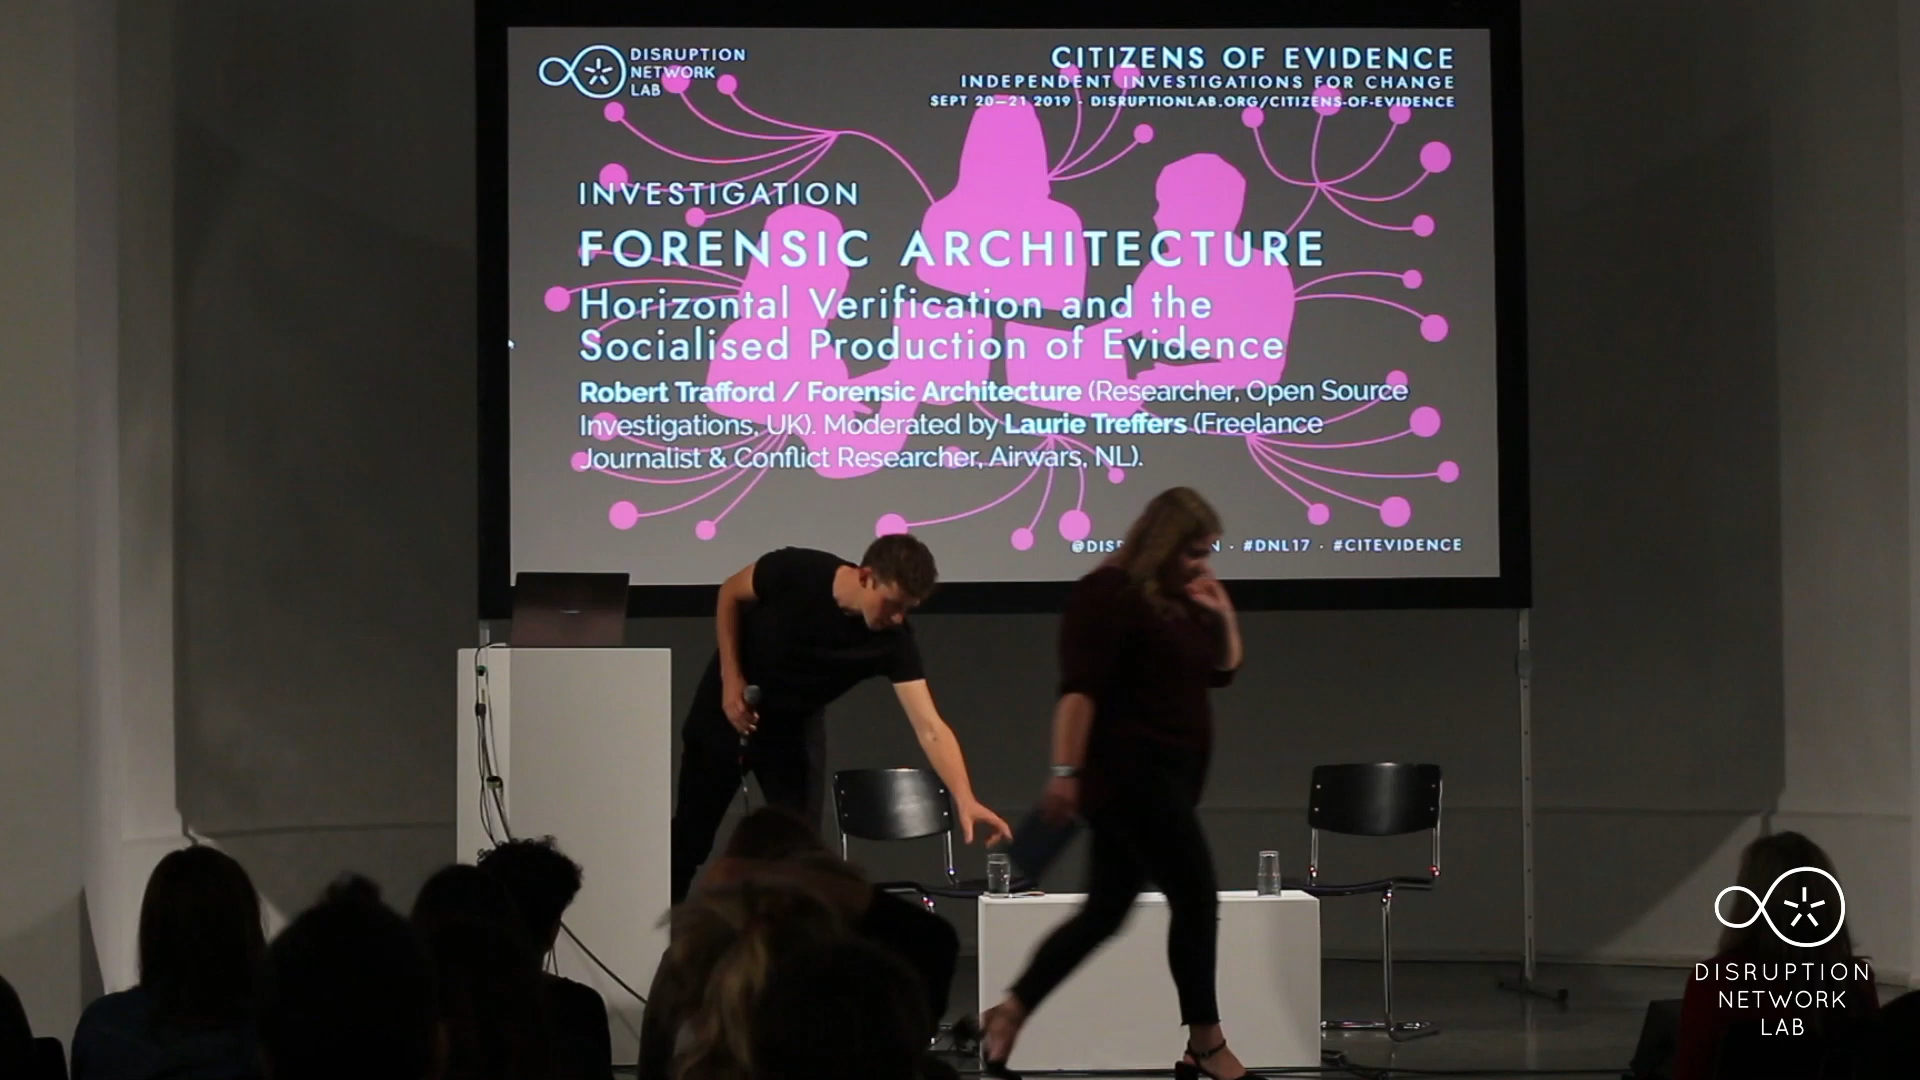 DISRUPTION
NETWORK
LAB
CITIZENS OF EVIDENCE
INDEPENDENT INVESTIGATIONS FOR CHANGE
SEPT 20—21 2019 · DISRUPTIONLAB.ORG/CITIZENS-OF-EVIDENCE
INVESTIGATION
FORENSIC ARCHITECTURE
Horizontal Verification and the
Socialised Production of Evidence
Robert Trafford / Forensic Architecture (Researcher, Open Source
Investigations, UK). Moderated by Laurie Treffers (Freelance
Journalist & Conflict Researcher, Airwars, NL).
· #DNL17 · #CITEVIDENCE
DISRUPTION
NETWORK
LAB